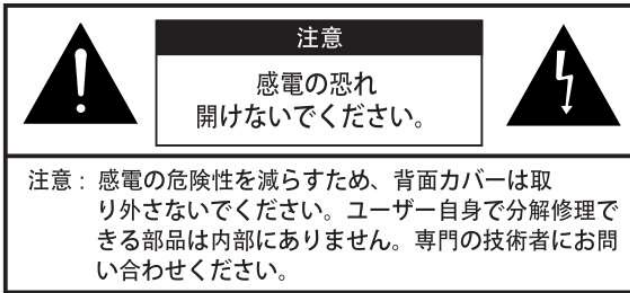 注意
感電の恐れ
開けないでください。
注意： 感電の危険性を減らすため、背面カバーは取
り外さないでください。ユーザー自身で分解修理で
きる部品は内部にありません。専門の技術者にお問
い合わせください。